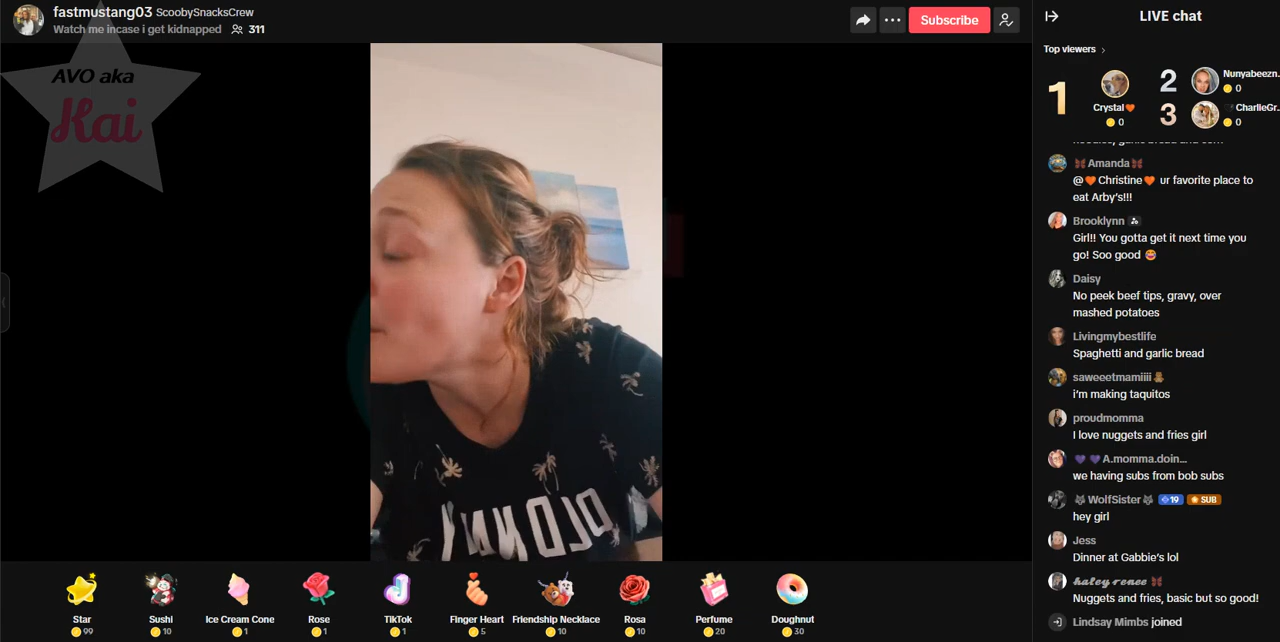 fastmustang03 ScoobySnacksCrew
Watch me incase i get kidnapped 311
Subscribe
AVO aka
Kai
LIVE chat
Top viewers
1
Crystal
0
2
Nunyabeezn...
0
3
CharlieGr...
0
Amanda
@🧡Christine🧡 ur favorite place to
eat Arby's!!!
Brooklynn
Girl!! You gotta get it next time you
go! Soo good 😆
Daisy
No peek beef tips, gravy, over
mashed potatoes
Livingmybestlife
Spaghetti and garlic bread
saweeetmamiiii
i'm making taquitos
proudmomma
I love nuggets and fries girl
A.momma.doin...
we having subs from bob subs
WolfSister 19 SUB
hey girl
Jess
Dinner at Gabbie's lol
𝓱𝓪𝓵𝓮𝔂 𝓻𝓮𝓷𝓮𝓮
Nuggets and fries, basic but so good!
Lindsay Mimbs joined
Star
99
Sushi
10
Ice Cream Cone
1
Rose
1
TikTok
1
Finger Heart
5
Friendship Necklace
10
Rosa
10
Perfume
20
Doughnut
30